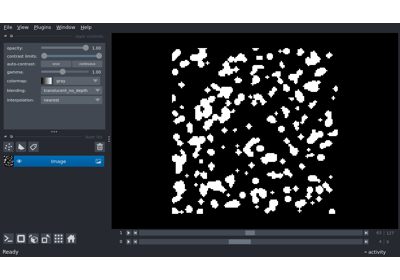 File View Plugins Window Help
opacity: 1.00
contrast limits:
auto-contrast: once continuous
gamma: 1.00
colormap: gray
blending: translucent_no_depth
interpolation: nearest
Image
1
0
Ready
activity